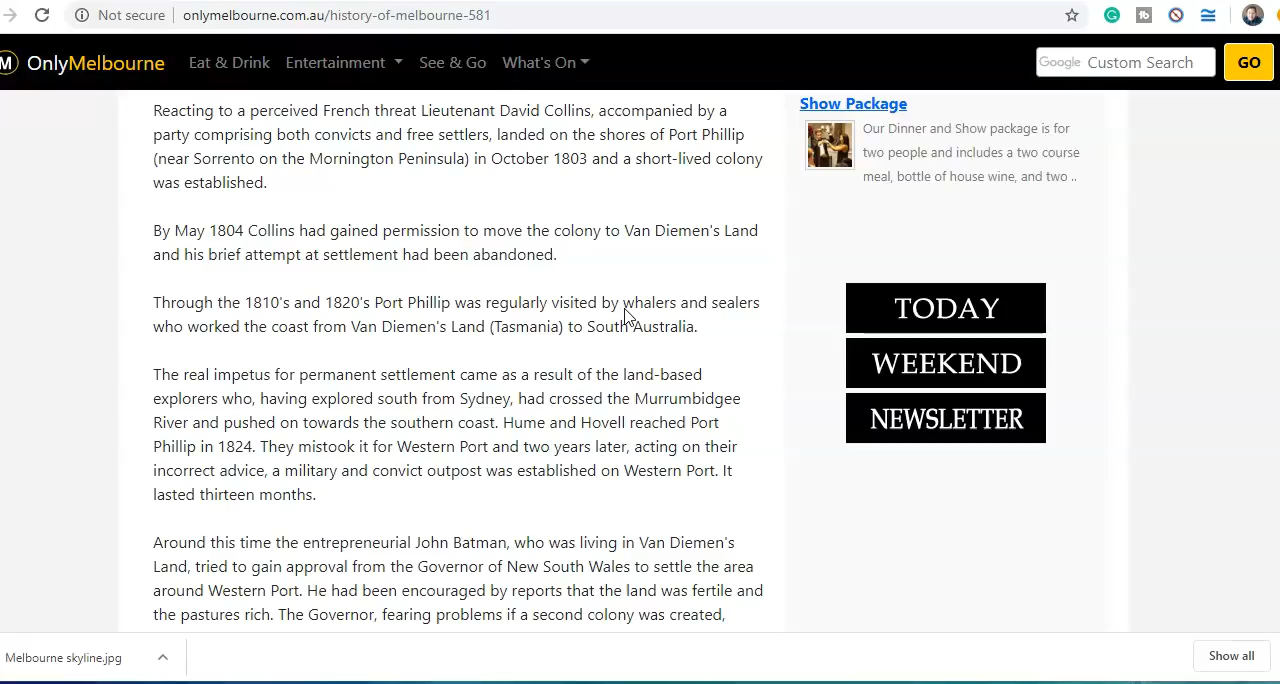 Not secure
onlymelbourne.com.au/history-of-melbourne-581
M OnlyMelbourne
Eat & Drink
Entertainment
See & Go
What's On
Google Custom Search
GO
Reacting to a perceived French threat Lieutenant David Collins, accompanied by a
party comprising both convicts and free settlers, landed on the shores of Port Phillip
(near Sorrento on the Mornington Peninsula) in October 1803 and a short-lived colony
was established.
By May 1804 Collins had gained permission to move the colony to Van Diemen's Land
and his brief attempt at settlement had been abandoned.
Through the 1810's and 1820's Port Phillip was regularly visited by whalers and sealers
who worked the coast from Van Diemen's Land (Tasmania) to South Australia.
The real impetus for permanent settlement came as a result of the land-based
explorers who, having explored south from Sydney, had crossed the Murrumbidgee
River and pushed on towards the southern coast. Hume and Hovell reached Port
Phillip in 1824. They mistook it for Western Port and two years later, acting on their
incorrect advice, a military and convict outpost was established on Western Port. It
lasted thirteen months.
Around this time the entrepreneurial John Batman, who was living in Van Diemen's
Land, tried to gain approval from the Governor of New South Wales to settle the area
around Western Port. He had been encouraged by reports that the land was fertile and
the pastures rich. The Governor, fearing problems if a second colony was created,
Show Package
Our Dinner and Show package is for
two people and includes a two course
meal, bottle of house wine, and two ..
TODAY
WEEKEND
NEWSLETTER
Melbourne skyline.jpg
Show all